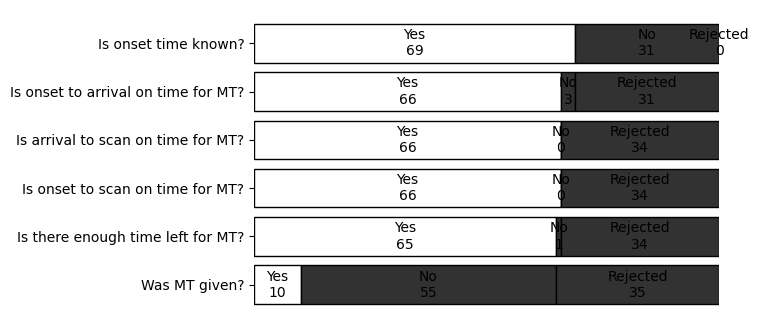 Is onset time known?
Yes No Rejected
69 31 0
Is onset to arrival on time for MT?
Yes No Rejected
66 3 31
Is arrival to scan on time for MT?
Yes No Rejected
66 0 34
Is onset to scan on time for MT?
Yes No Rejected
66 0 34
Is there enough time left for MT?
Yes No Rejected
65 1 34
Was MT given?
Yes No Rejected
10 55 35